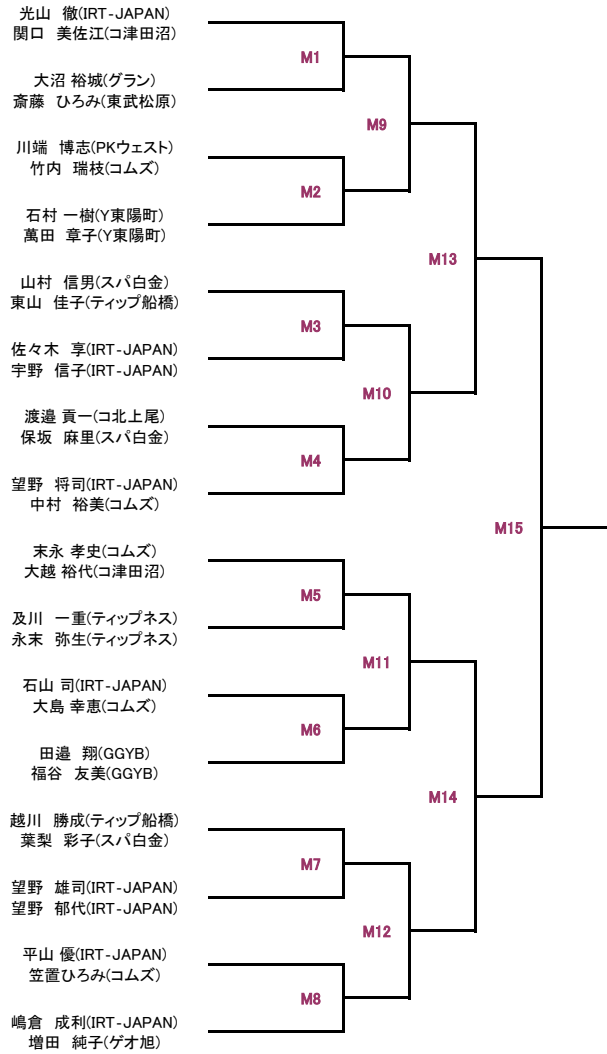 光山　徹(IRT-JAPAN)
関口　美佐江(コ津田沼)
M1
大沼 裕城(グラン)
斎藤　ひろみ(東武松原)
M9
川端　博志(PKウェスト)
竹内　瑞枝(コムズ)
M2
石村 一樹(Y東陽町)
萬田　章子(Y東陽町)
M13
山村　信男(スパ白金)
東山　佳子(ティップ船橋)
M3
佐々木　享(IRT-JAPAN)
宇野　信子(IRT-JAPAN)
M10
渡邉 貢一(コ北上尾)
保坂　麻里(スパ白金)
M4
望野　将司(IRT-JAPAN)
中村　裕美(コムズ)
M15
末永 孝史(コムズ)
大越 裕代(コ津田沼)
M5
及川　一重(ティップネス)
永末　弥生(ティップネス)
M11
石山 司(IRT-JAPAN)
大島 幸恵(コムズ)
M6
田邉　翔(GGYB)
福谷　友美(GGYB)
M14
越川　勝成(ティップ船橋)
葉梨　彩子(スパ白金)
M7
望野　雄司(IRT-JAPAN)
望野　郁代(IRT-JAPAN)
M12
平山 優(IRT-JAPAN)
笠置ひろみ(コムズ)
M8
嶋倉　成利(IRT-JAPAN)
増田　純子(ゲオ旭)